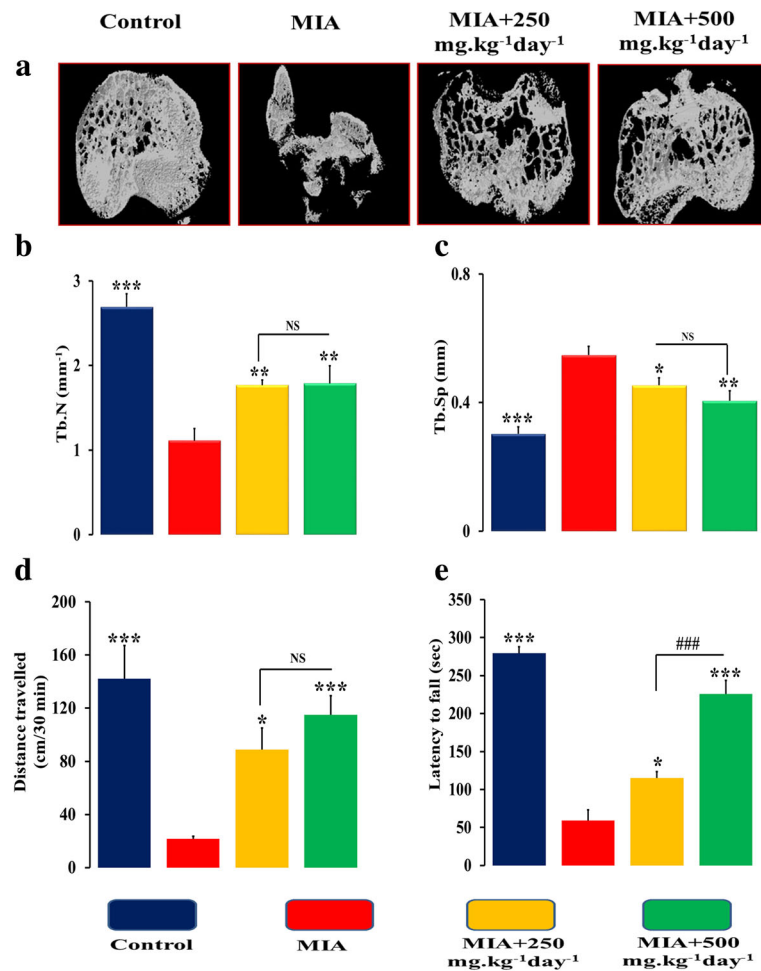 Control
MIA
MIA+250
mg.kg⁻¹day⁻¹
MIA+500
mg.kg⁻¹day⁻¹
a
b
Tb.N (mm⁻¹)
3
2
1
0
***
**
NS
**
c
Tb.Sp (mm)
0.8
0.4
0
***
*
NS
**
d
Distance travelled
(cm/30 min)
200
160
120
80
40
0
***
*
NS
***
e
Latency to fall (sec)
350
300
250
200
150
100
50
0
***
*
###
***
Control
MIA
MIA+250
mg.kg⁻¹day⁻¹
MIA+500
mg.kg⁻¹day⁻¹